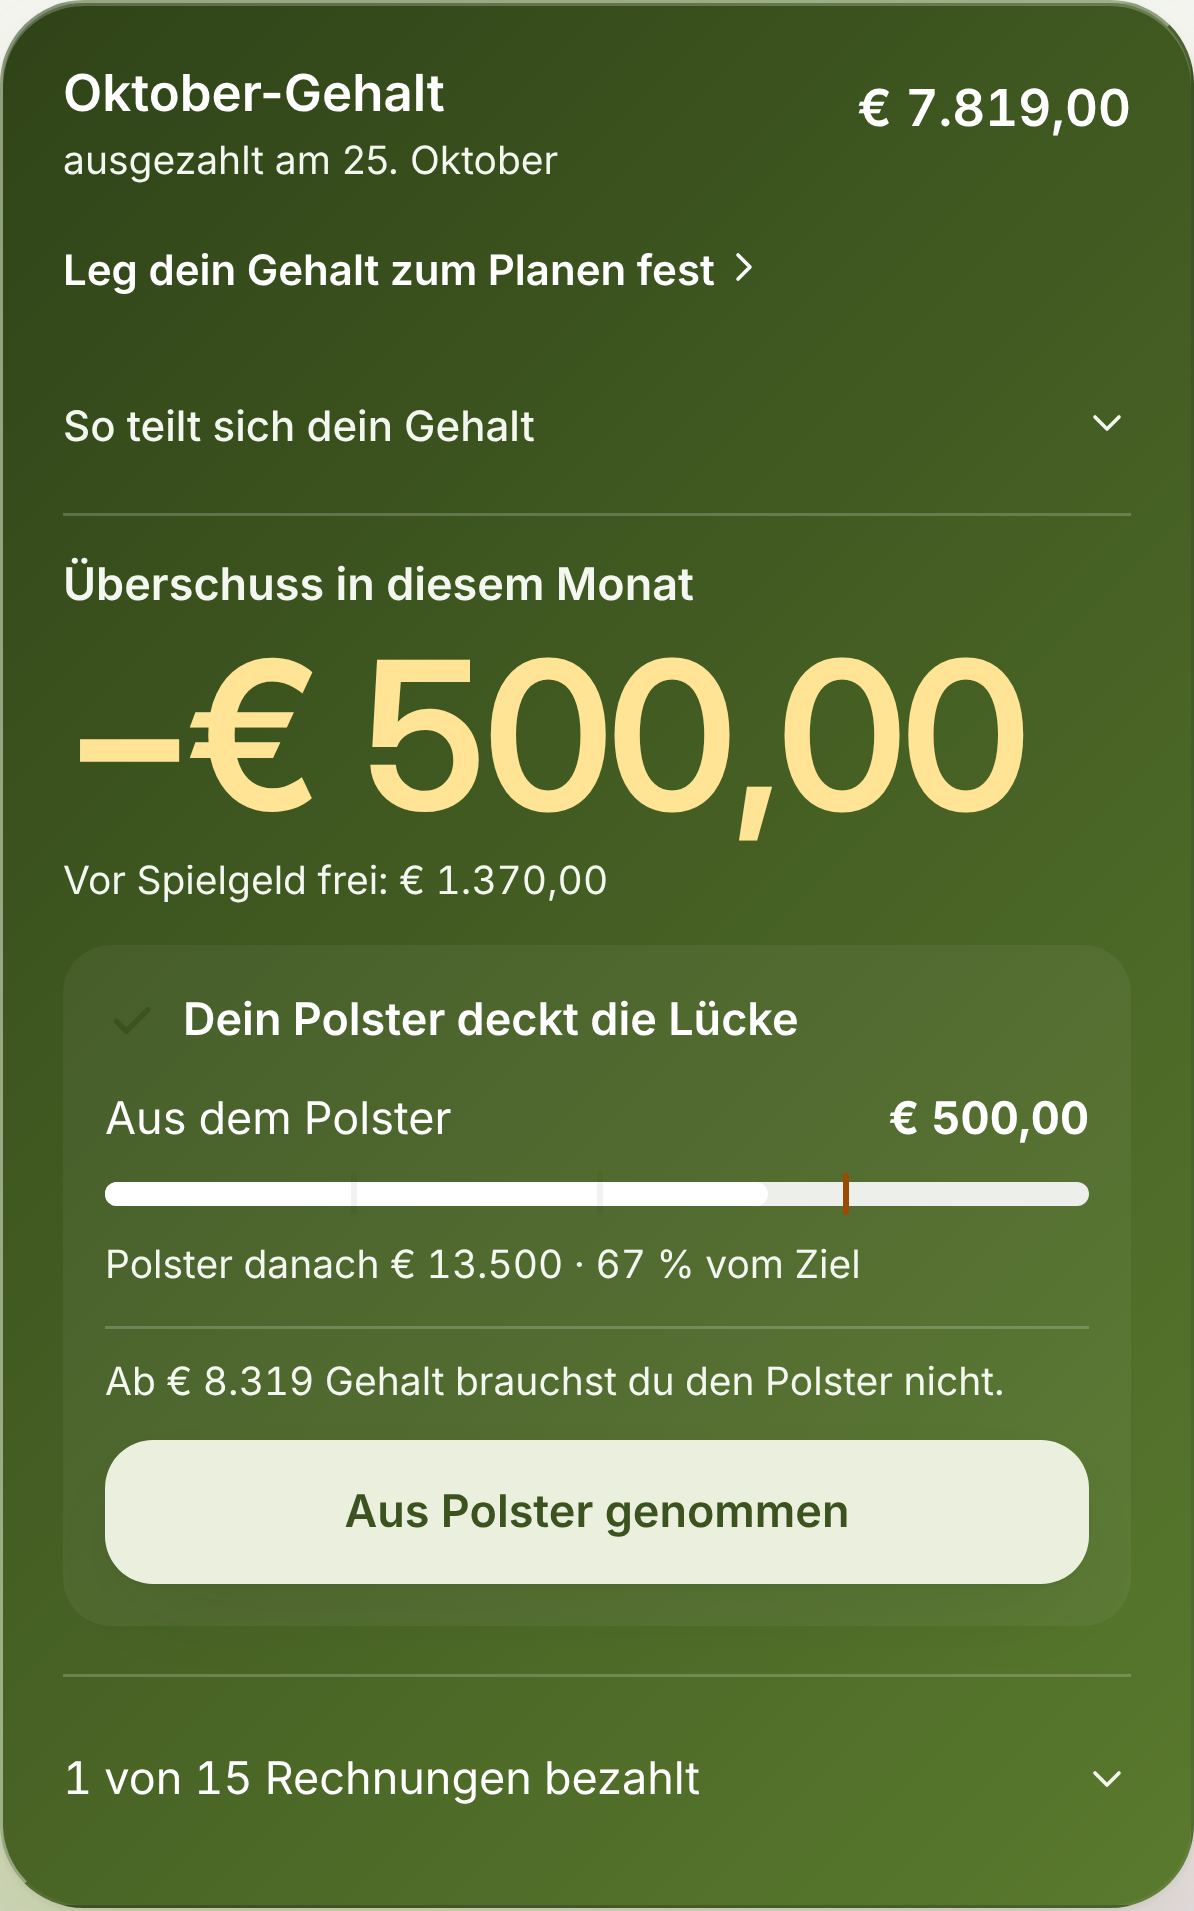 Oktober-Gehalt
€ 7.819,00
ausgezahlt am 25. Oktober
Leg dein Gehalt zum Planen fest
So teilt sich dein Gehalt
Überschuss in diesem Monat
–€ 500,00
Vor Spielgeld frei: € 1.370,00
Dein Polster deckt die Lücke
Aus dem Polster
€ 500,00
Polster danach € 13.500 · 67 % vom Ziel
Ab € 8.319 Gehalt brauchst du den Polster nicht.
Aus Polster genommen
1 von 15 Rechnungen bezahlt